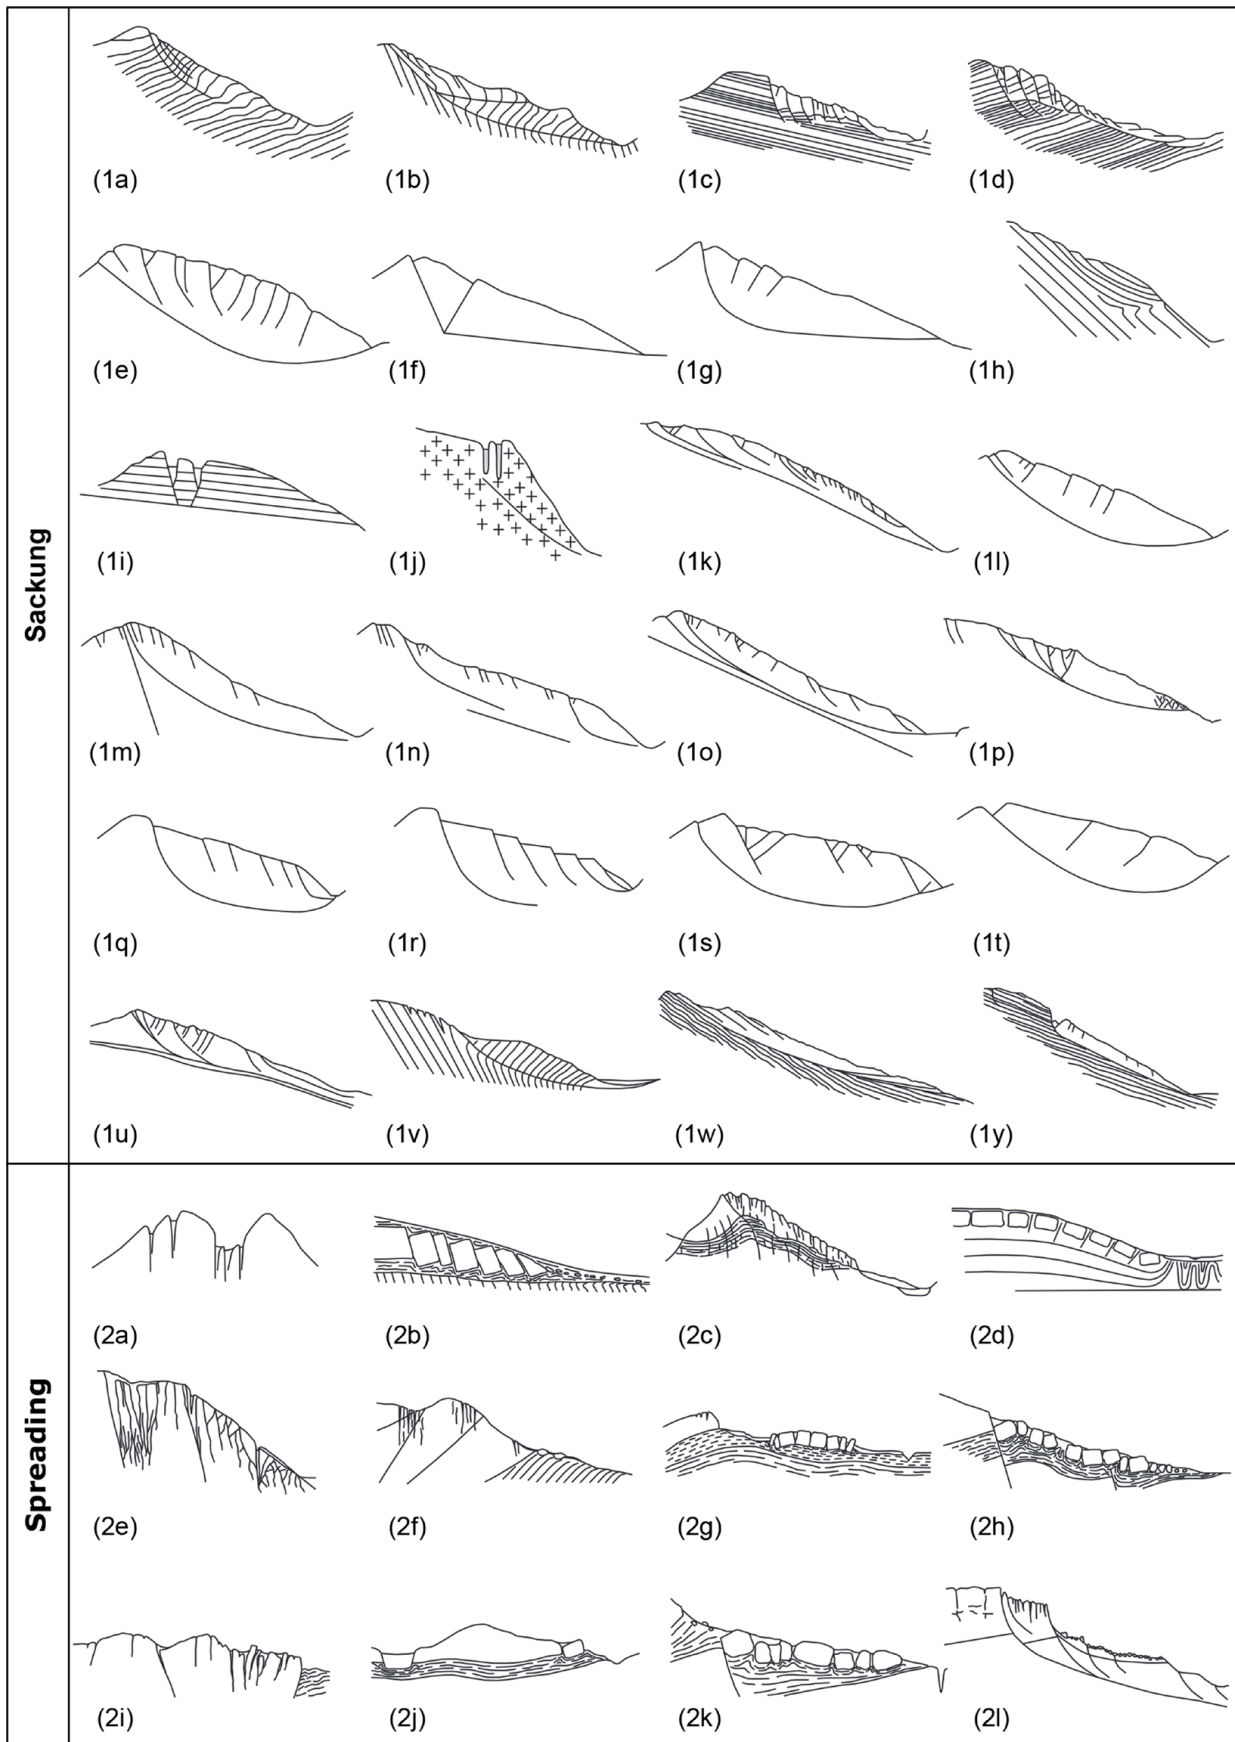 Sackung
(1a) (1b) (1c) (1d)
(1e) (1f) (1g) (1h)
(1i) (1j) (1k) (1l)
(1m) (1n) (1o) (1p)
(1q) (1r) (1s) (1t)
(1u) (1v) (1w) (1y)
Spreading
(2a) (2b) (2c) (2d)
(2e) (2f) (2g) (2h)
(2i) (2j) (2k) (2l)